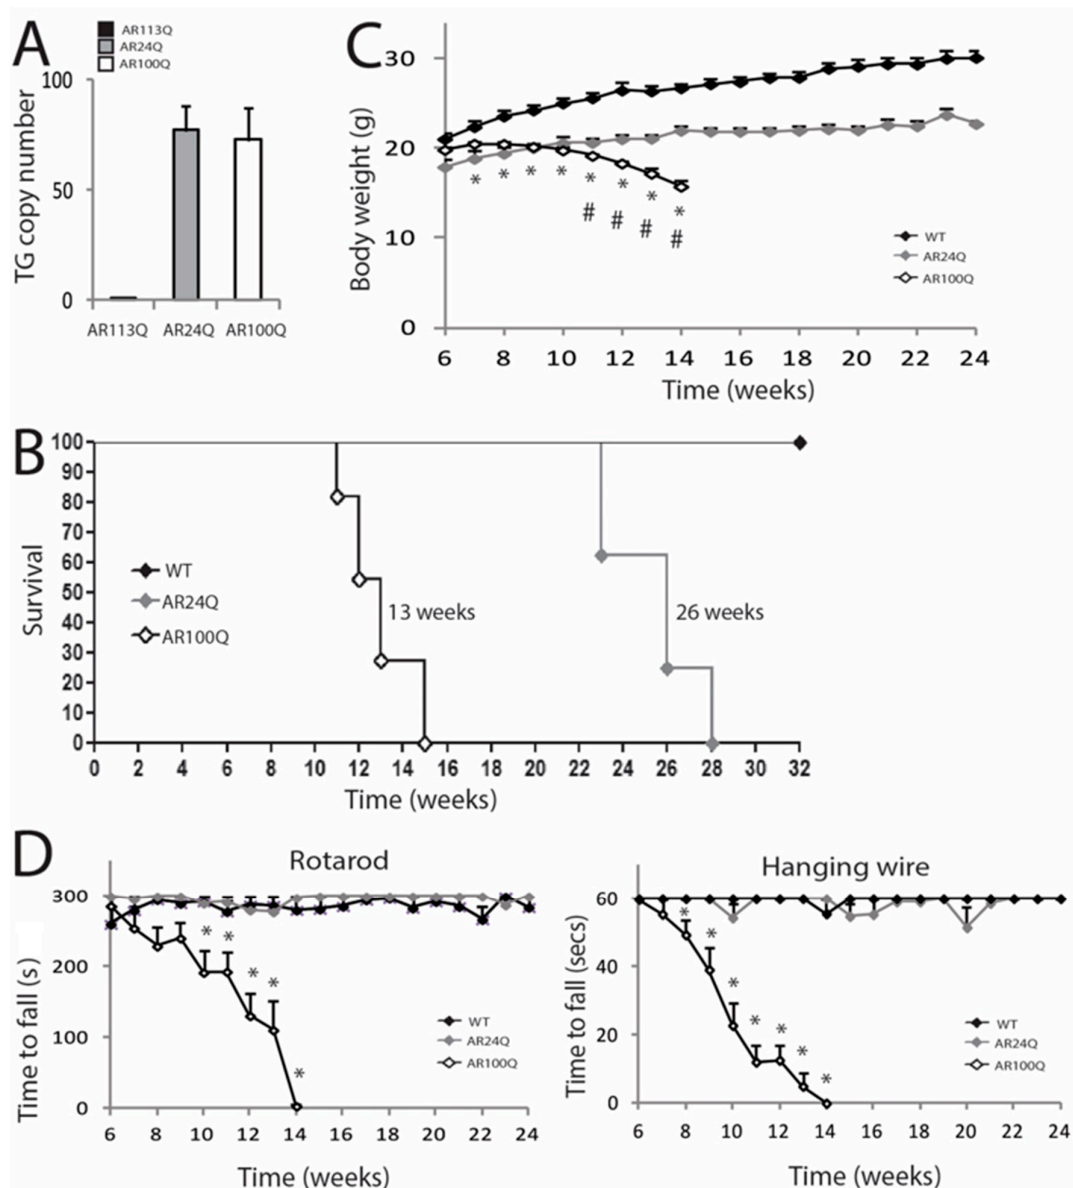 A
AR113Q
AR24Q
AR100Q
TG copy number
100
50
0
AR113Q AR24Q AR100Q
C
Body weight (g)
30
20
10
0
* * * * * * * *
# # # #
WT
AR24Q
AR100Q
6 8 10 12 14 16 18 20 22 24
Time (weeks)
B
Survival
100
90
80
70
60
50
40
30
20
10
0
WT
AR24Q
AR100Q
13 weeks
26 weeks
0 2 4 6 8 10 12 14 16 18 20 22 24 26 28 30 32
Time (weeks)
D
Rotarod
Time to fall (s)
300
200
100
0
* * * * *
WT
AR24Q
AR100Q
6 8 10 12 14 16 18 20 22 24
Time (weeks)
Hanging wire
Time to fall (secs)
60
40
20
0
* * * * * * *
WT
AR24Q
AR100Q
6 8 10 12 14 16 18 20 22 24
Time (weeks)